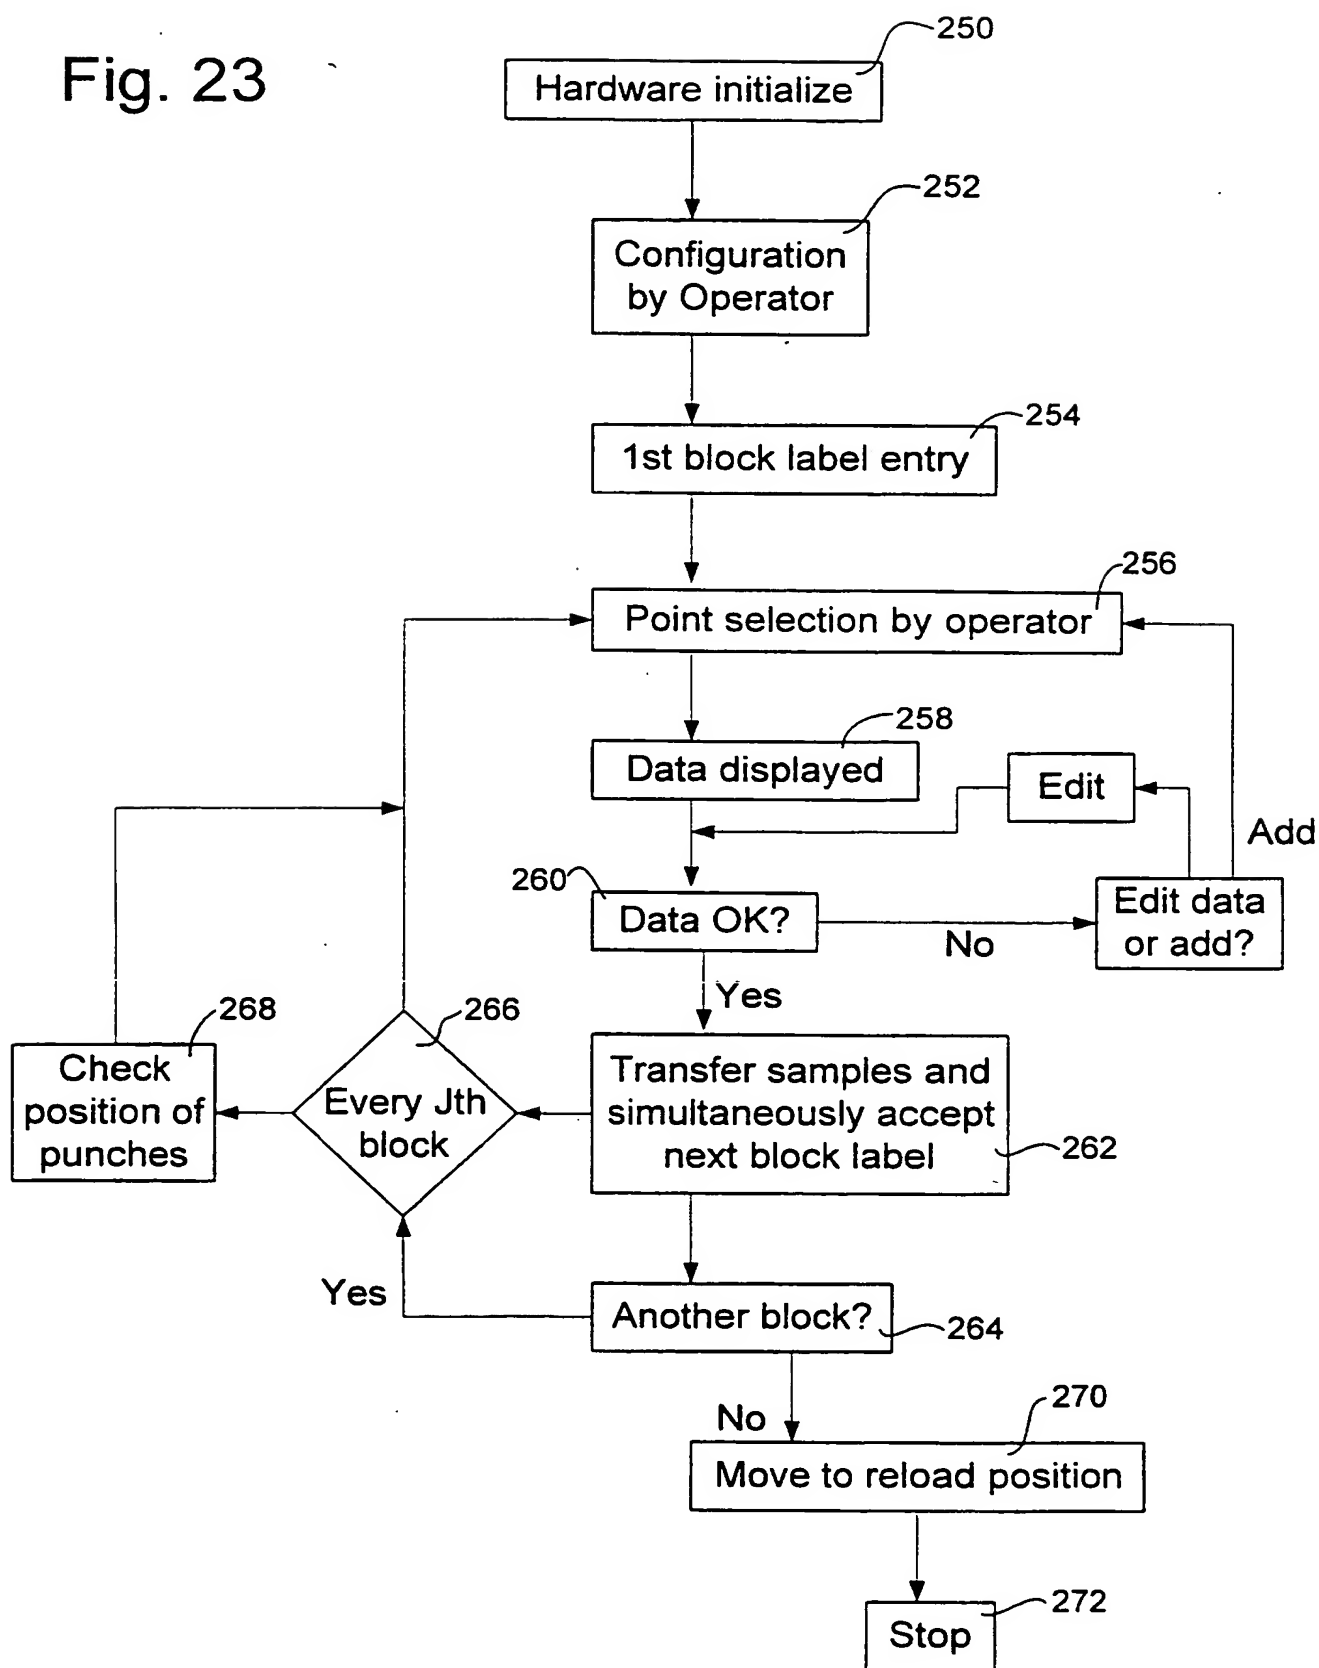 Fig. 23
250
Hardware initialize
252
Configuration
by Operator
254
1st block label entry
256
Point selection by operator
258
Data displayed
Edit
Add
260
Data OK?
No
Edit data
or add?
Yes
268
266
Check
position of
punches
Every Jth
block
Transfer samples and
simultaneously accept
next block label
262
Yes
Another block?
264
No
270
Move to reload position
272
Stop